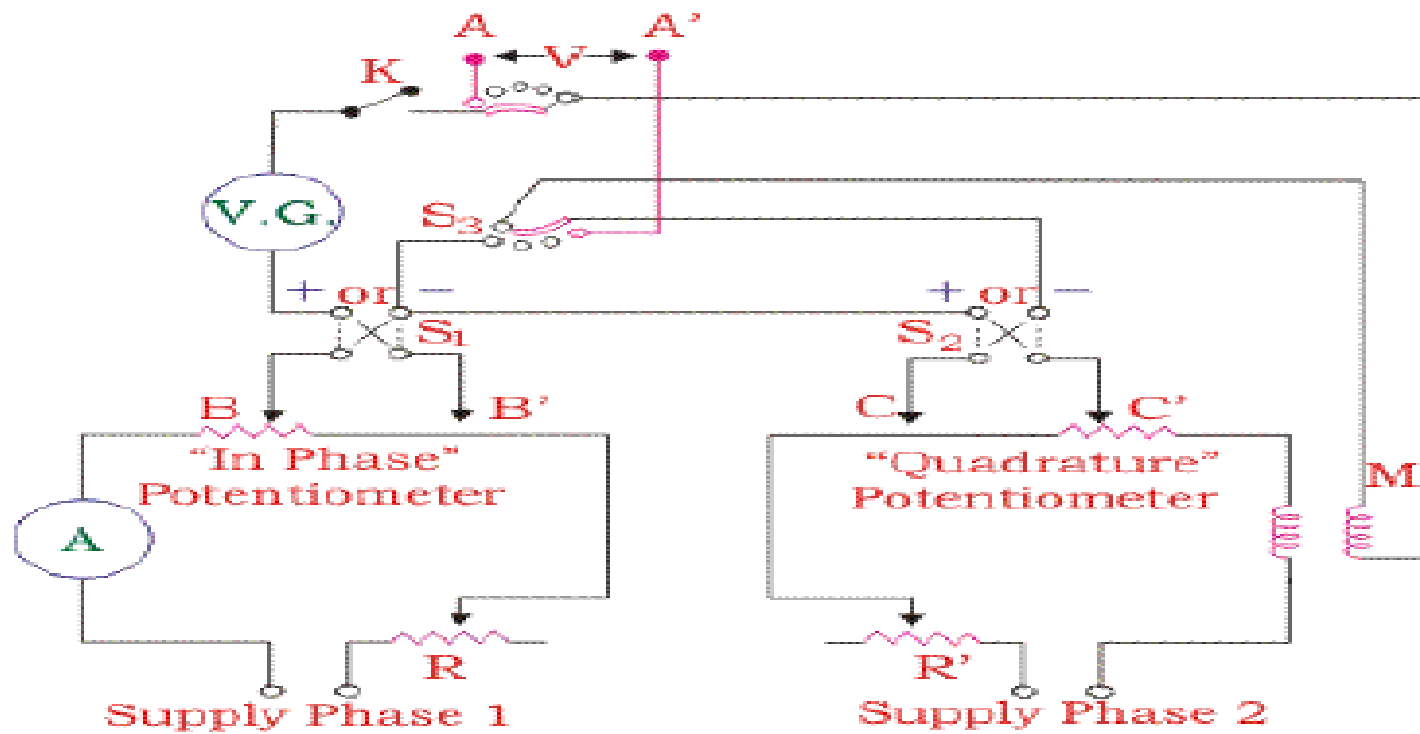 A A’
V
K
V.G.
S3
+ or − + or −
S1 S2
B B’ C C’
“In Phase” “Quadrature”
Potentiometer Potentiometer
M
A
R R’
Supply Phase 1 Supply Phase 2